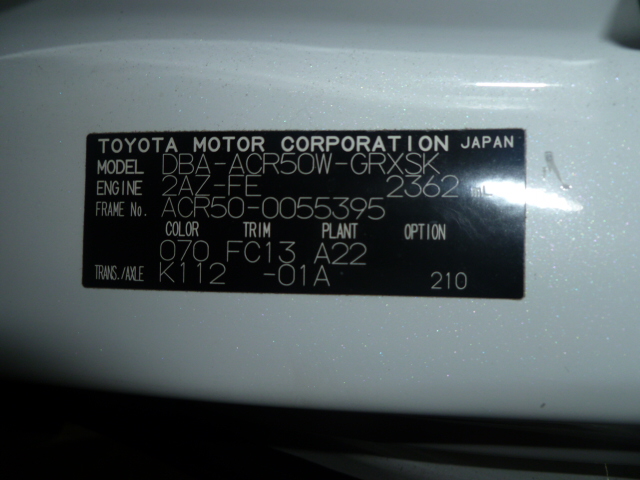 TOYOTA MOTOR CORPORATION JAPAN
MODEL DBA-ACR50W-GRXSK
ENGINE 2AZ-FE 2362 mL
FRAME NO. ACR50-0055395
COLOR TRIM PLANT OPTION
070 FC13 A22
TRANS./AXLE K112 -01A 210